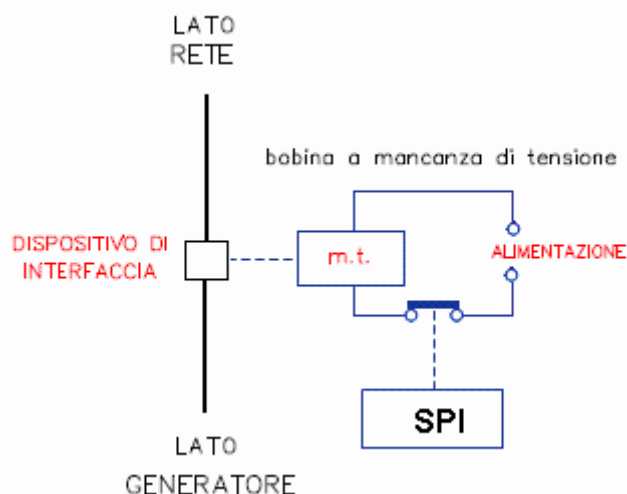 LATO
RETE
bobina a mancanza di tensione
DISPOSITIVO DI
INTERFACCIA
m.t.
ALIMENTAZIONE
SPI
LATO
GENERATORE